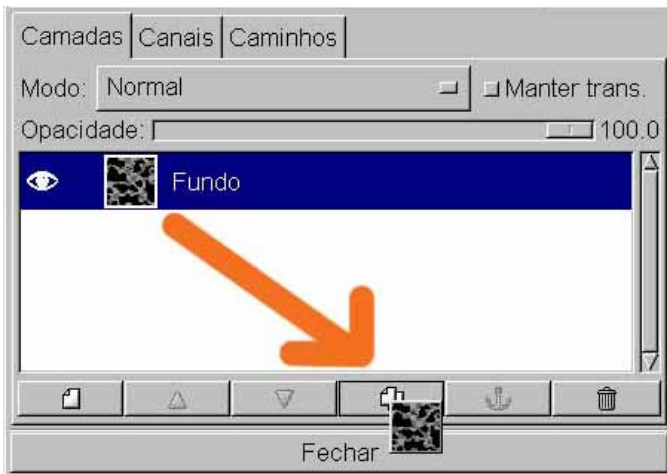 Camadas Canais Caminhos
Modo: Normal Manter trans.
Opacidade: 100.0
Fundo
Fechar